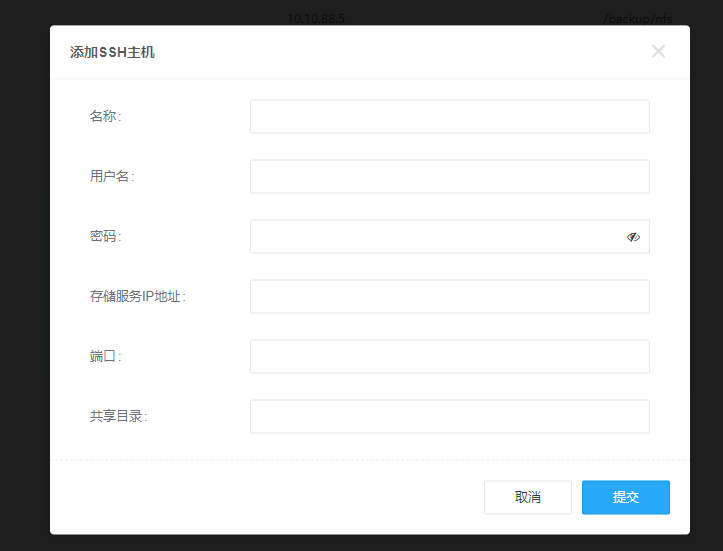 10.10.88.5 /backup/nfs
添加SSH主机
名称:
用户名:
密码:
存储服务IP地址:
端口:
共享目录:
取消 提交